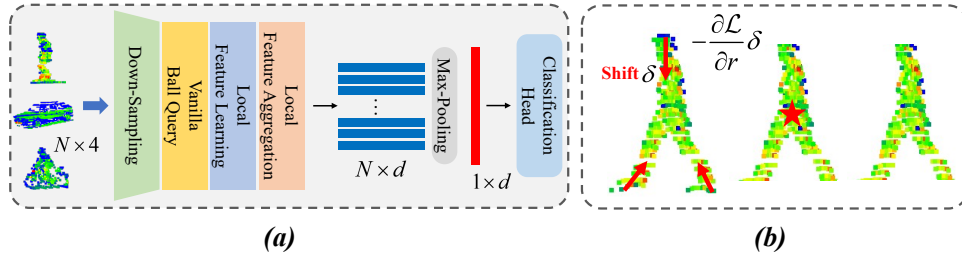 N × 4
Down-Sampling
Vanilla
Ball Query
Local
Feature Learning
Local
Feature Aggregation
...
N × d
Max-Pooling
1 × d
Classification
Head
(a)
Shift δ
−∂ℒ/∂r δ
(b)